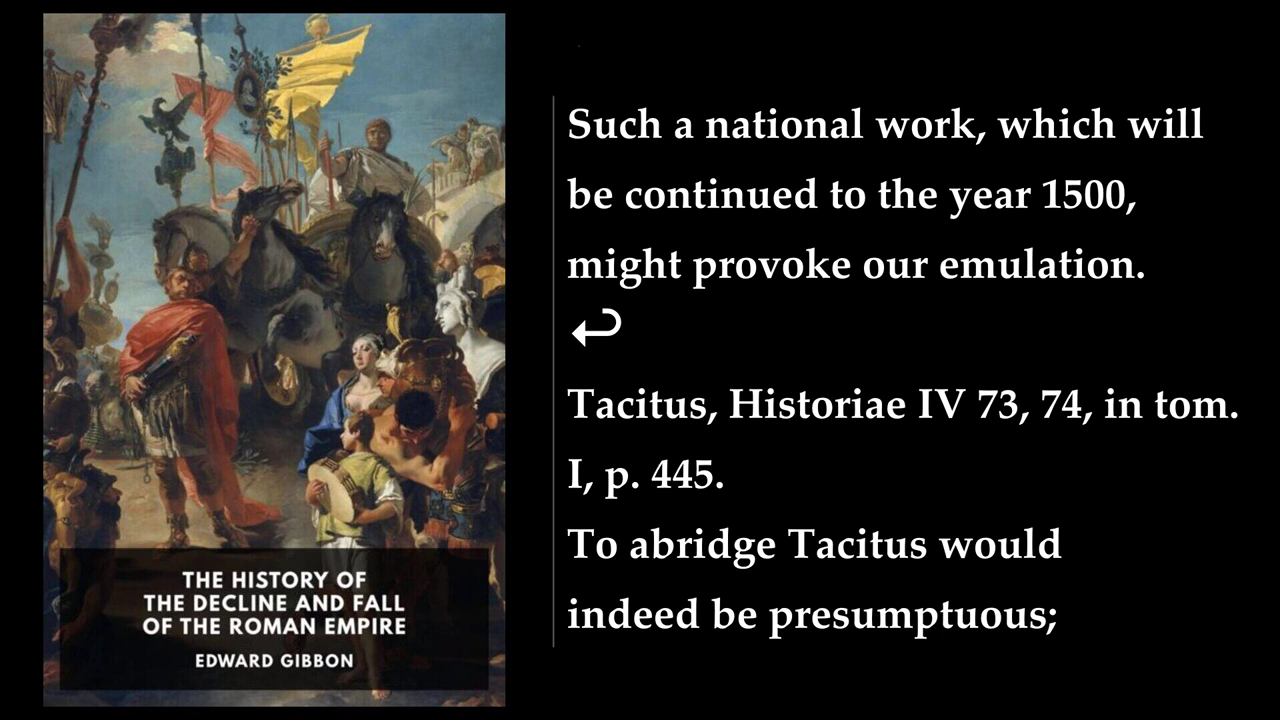 THE HISTORY OF
THE DECLINE AND FALL
OF THE ROMAN EMPIRE
EDWARD GIBBON
Such a national work, which will
be continued to the year 1500,
might provoke our emulation.
↩
Tacitus, Historiae IV 73, 74, in tom.
I, p. 445.
To abridge Tacitus would
indeed be presumptuous;